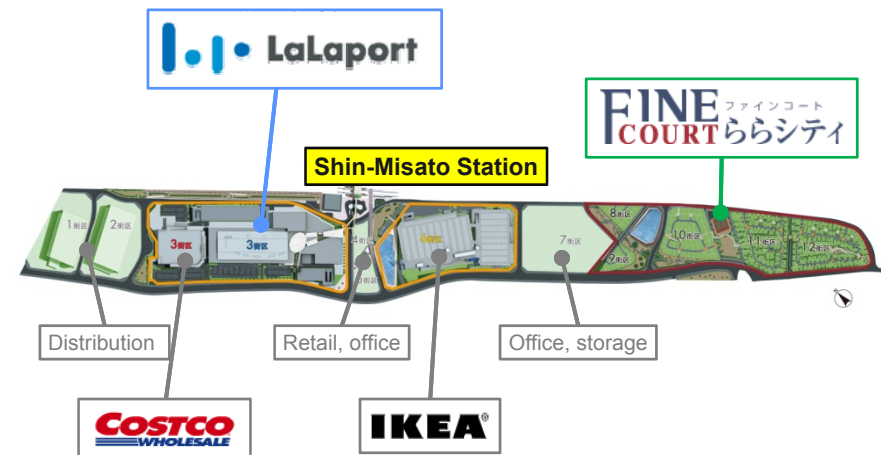 LaLaport
FINE
COURT
ファインコート
ららシティ
Shin-Misato Station
1街区
2街区
3街区
3街区
4街区
6街区
7街区
8街区
9街区
10街区
11街区
12街区
Distribution
Retail, office
Office, storage
COSTCO
WHOLESALE
IKEA®